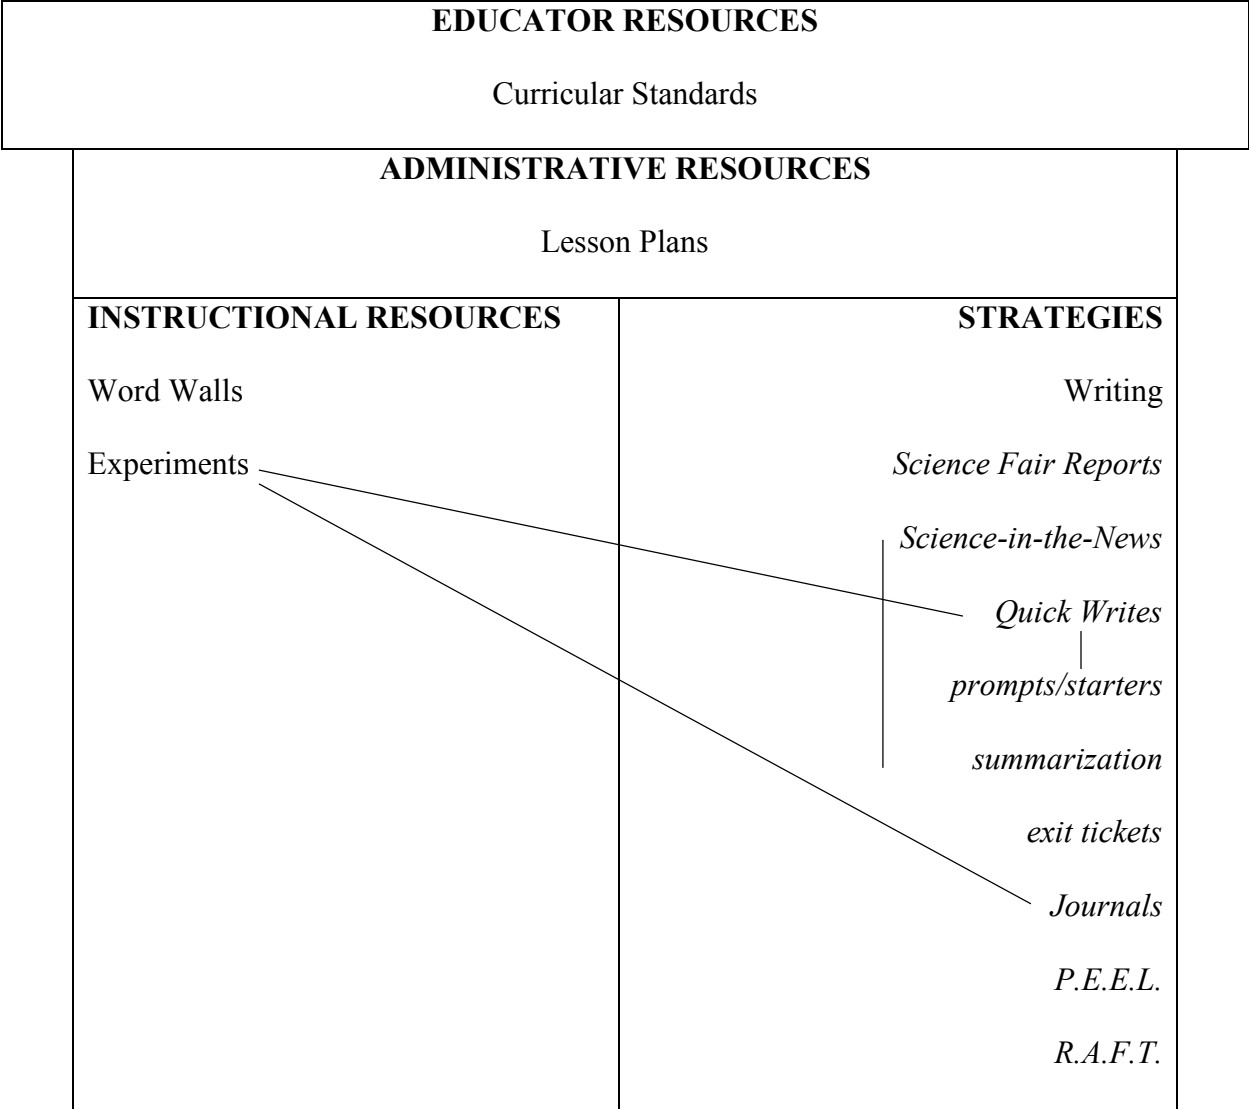 EDUCATOR RESOURCES
Curricular Standards
ADMINISTRATIVE RESOURCES
Lesson Plans
INSTRUCTIONAL RESOURCES
Word Walls
Experiments
STRATEGIES
Writing
Science Fair Reports
Science-in-the-News
Quick Writes
prompts/starters
summarization
exit tickets
Journals
P.E.E.L.
R.A.F.T.